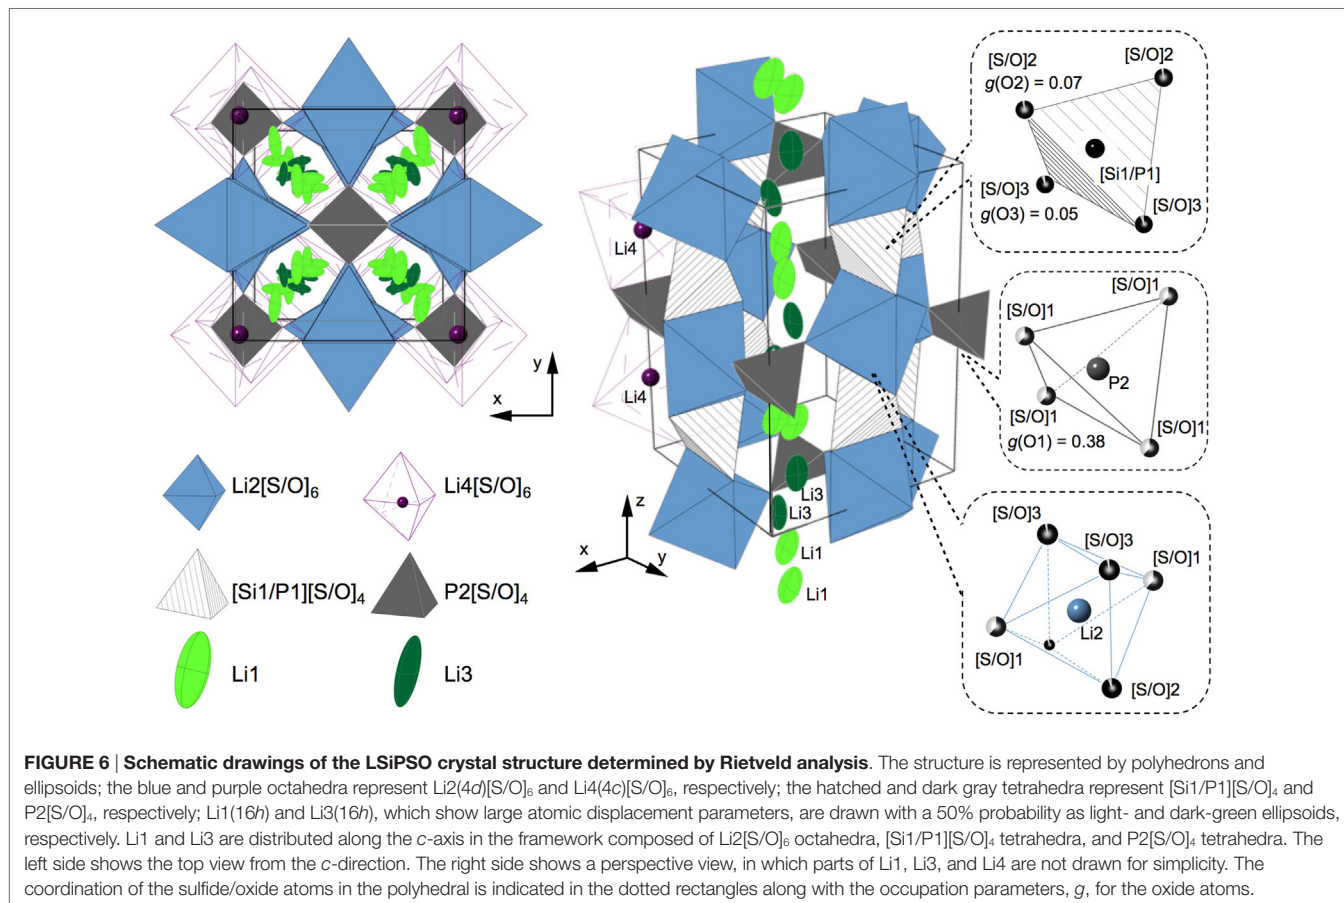 y
x
Li2[S/O]6
Li4[S/O]6
[Si1/P1][S/O]4
P2[S/O]4
Li1
Li3
Li4
Li4
z
x
y
Li3
Li3
Li1
Li1
[S/O]2
[S/O]2
g(O2) = 0.07
[Si1/P1]
[S/O]3
g(O3) = 0.05
[S/O]3
[S/O]1
[S/O]1
P2
[S/O]1
g(O1) = 0.38
[S/O]1
[S/O]3
[S/O]3
[S/O]1
Li2
[S/O]1
[S/O]2
FIGURE 6 | Schematic drawings of the LSiPSO crystal structure determined by Rietveld analysis. The structure is represented by polyhedrons and
ellipsoids; the blue and purple octahedra represent Li2(4d)[S/O]6 and Li4(4c)[S/O]6, respectively; the hatched and dark gray tetrahedra represent [Si1/P1][S/O]4 and
P2[S/O]4, respectively; Li1(16h) and Li3(16h), which show large atomic displacement parameters, are drawn with a 50% probability as light- and dark-green ellipsoids,
respectively. Li1 and Li3 are distributed along the c-axis in the framework composed of Li2[S/O]6 octahedra, [Si1/P1][S/O]4 tetrahedra, and P2[S/O]4 tetrahedra. The
left side shows the top view from the c-direction. The right side shows a perspective view, in which parts of Li1, Li3, and Li4 are not drawn for simplicity. The
coordination of the sulfide/oxide atoms in the polyhedral is indicated in the dotted rectangles along with the occupation parameters, g, for the oxide atoms.